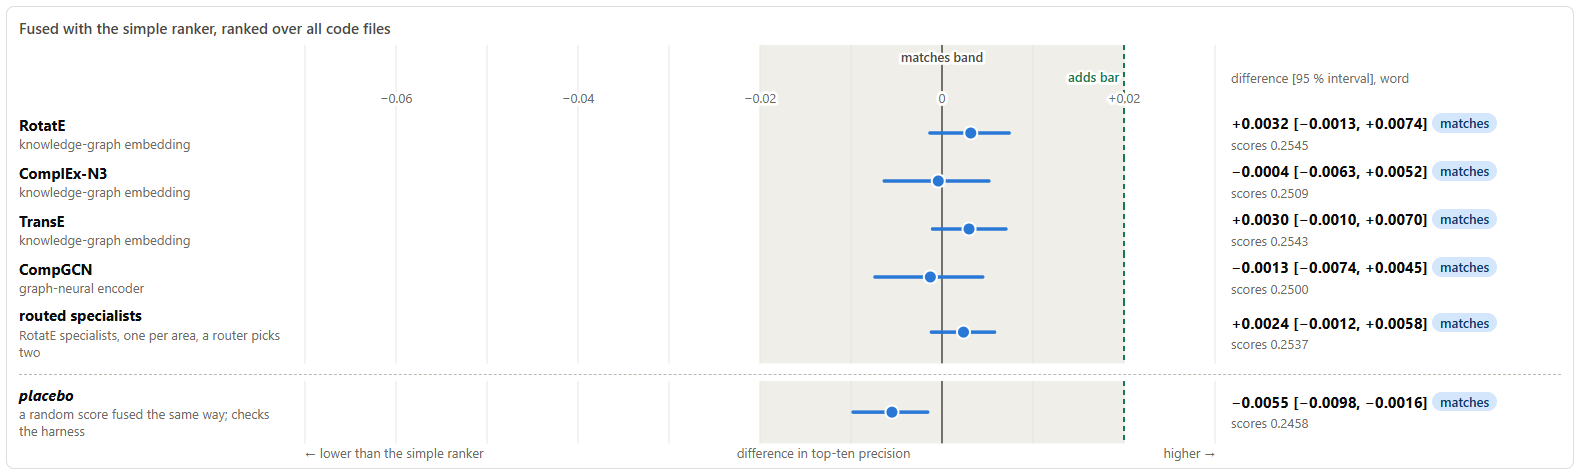 Fused with the simple ranker, ranked over all code files
matches band
adds bar
difference [95 % interval], word
−0.06 −0.04 −0.02 0 +0.02
RotatE
knowledge-graph embedding
+0.0032 [−0.0013, +0.0074] matches
scores 0.2545
ComplEx-N3
knowledge-graph embedding
−0.0004 [−0.0063, +0.0052] matches
scores 0.2509
TransE
knowledge-graph embedding
+0.0030 [−0.0010, +0.0070] matches
scores 0.2543
CompGCN
graph-neural encoder
−0.0013 [−0.0074, +0.0045] matches
scores 0.2500
routed specialists
RotatE specialists, one per area, a router picks
two
+0.0024 [−0.0012, +0.0058] matches
scores 0.2537
placebo
a random score fused the same way; checks
the harness
−0.0055 [−0.0098, −0.0016] matches
scores 0.2458
← lower than the simple ranker difference in top-ten precision higher →